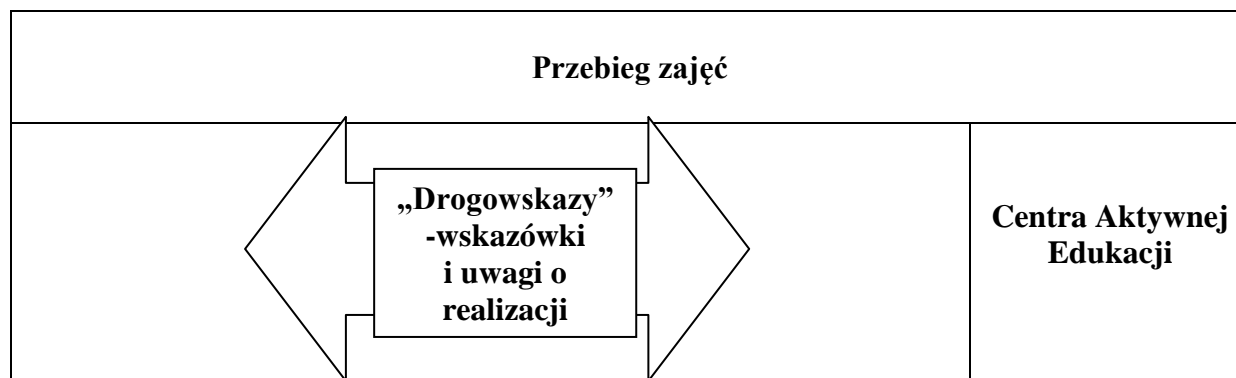 Przebieg zajęć
„Drogowskazy”
-wskazówki
i uwagi o
realizacji
Centra Aktywnej
Edukacji